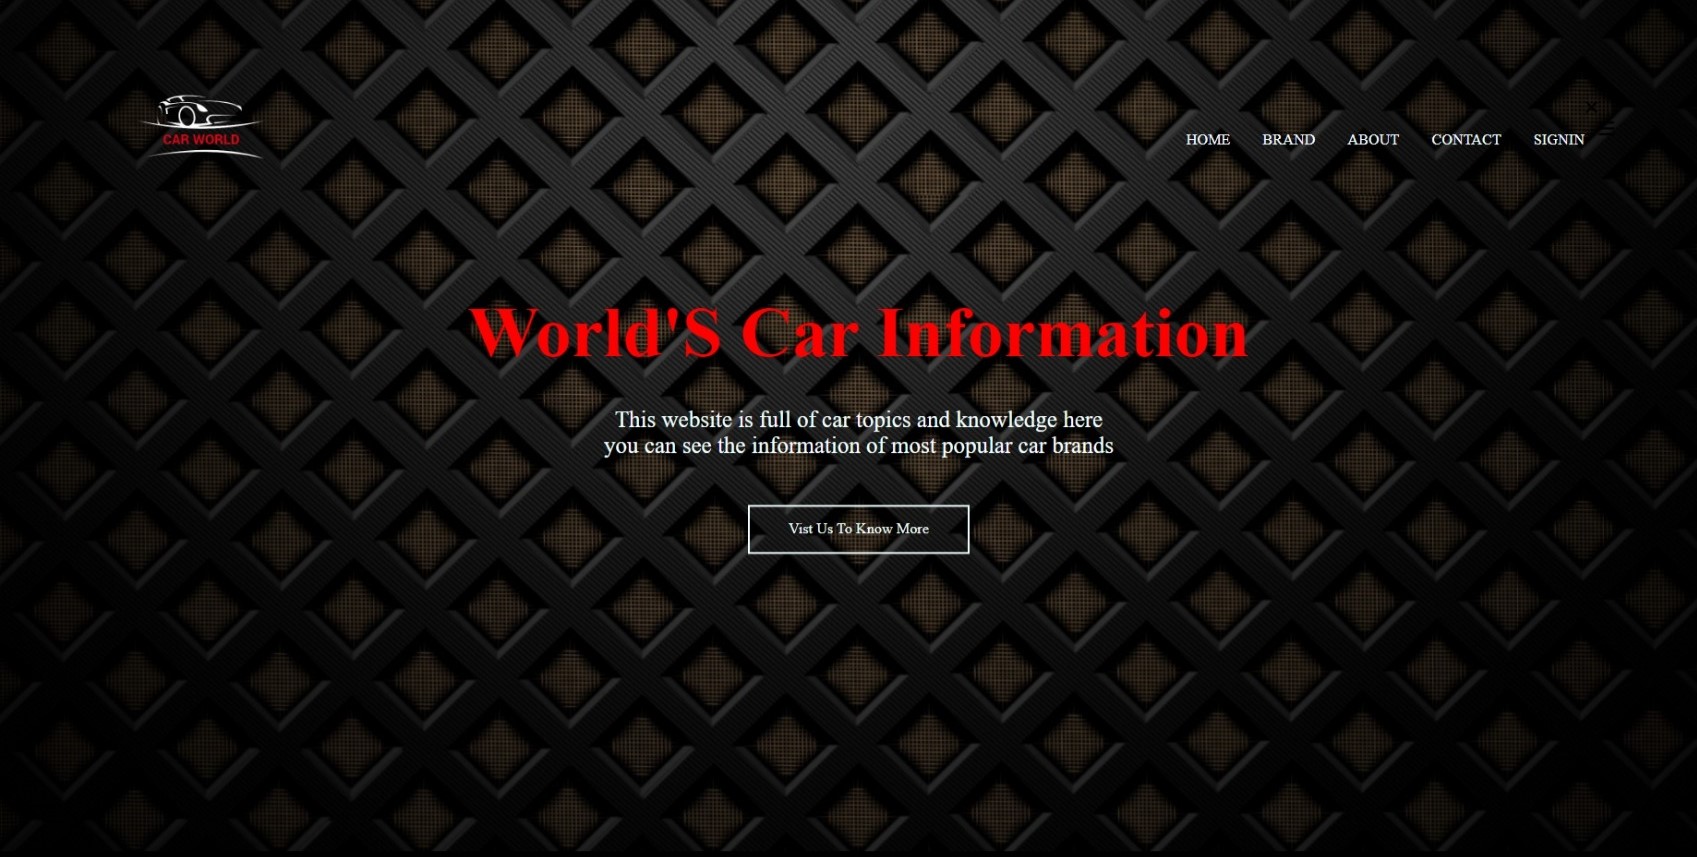 CAR WORLD
HOME BRAND ABOUT CONTACT SIGNIN
World'S Car Information
This website is full of car topics and knowledge here
you can see the information of most popular car brands
Vist Us To Know More